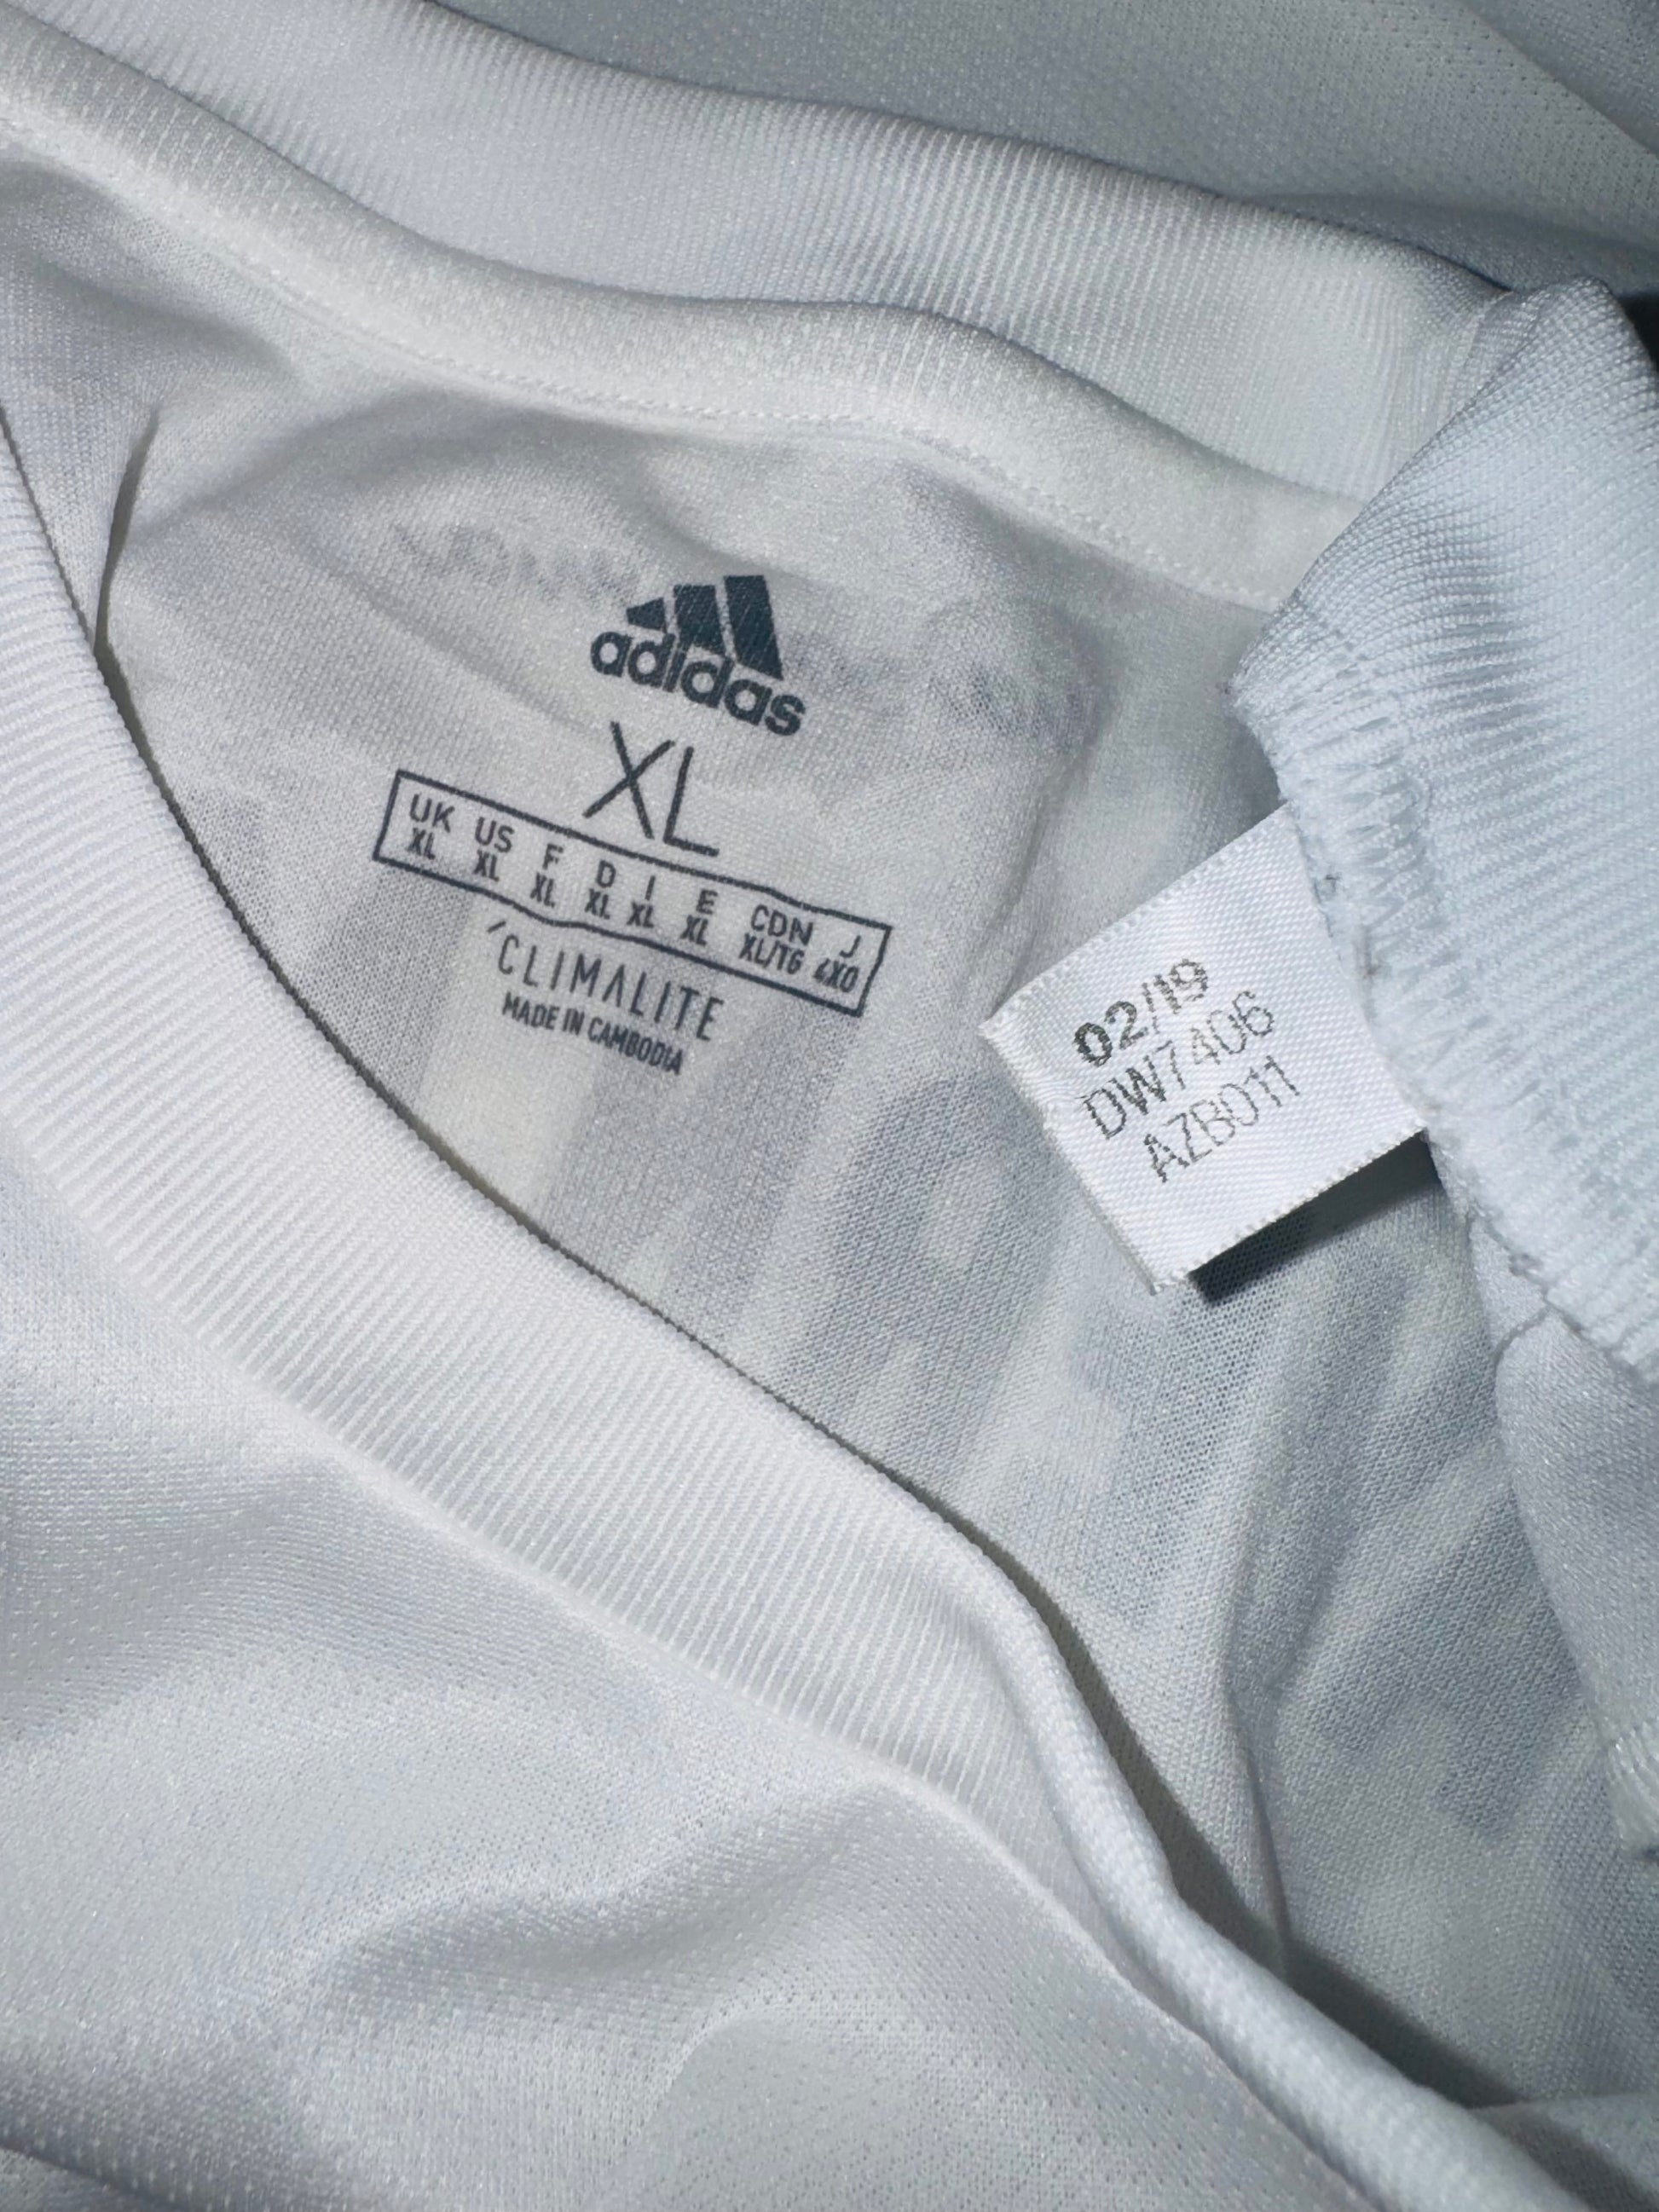 adidas
XL
UK US F D I E CDN J
XL XL XL XL XL XL XL/TG 4XO
CLIMALITE
MADE IN CAMBODIA
02/19
DW7406
AZB011